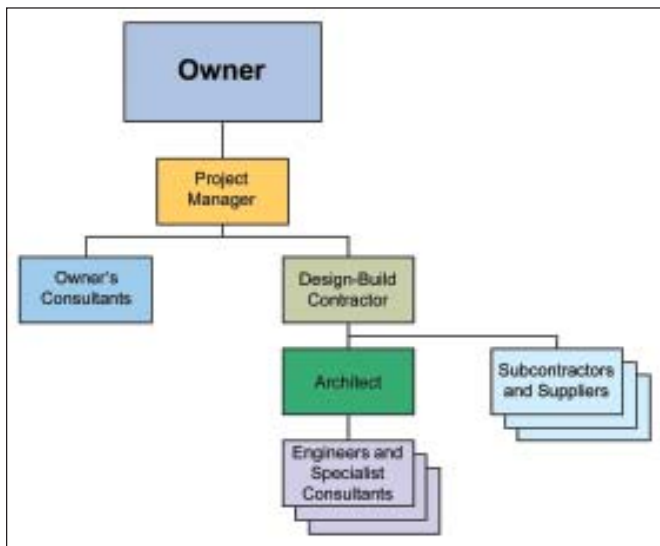 Owner
Project
Manager
Owner's
Consultants
Design-Build
Contractor
Architect
Subcontractors
and Suppliers
Engineers and
Specialist
Consultants